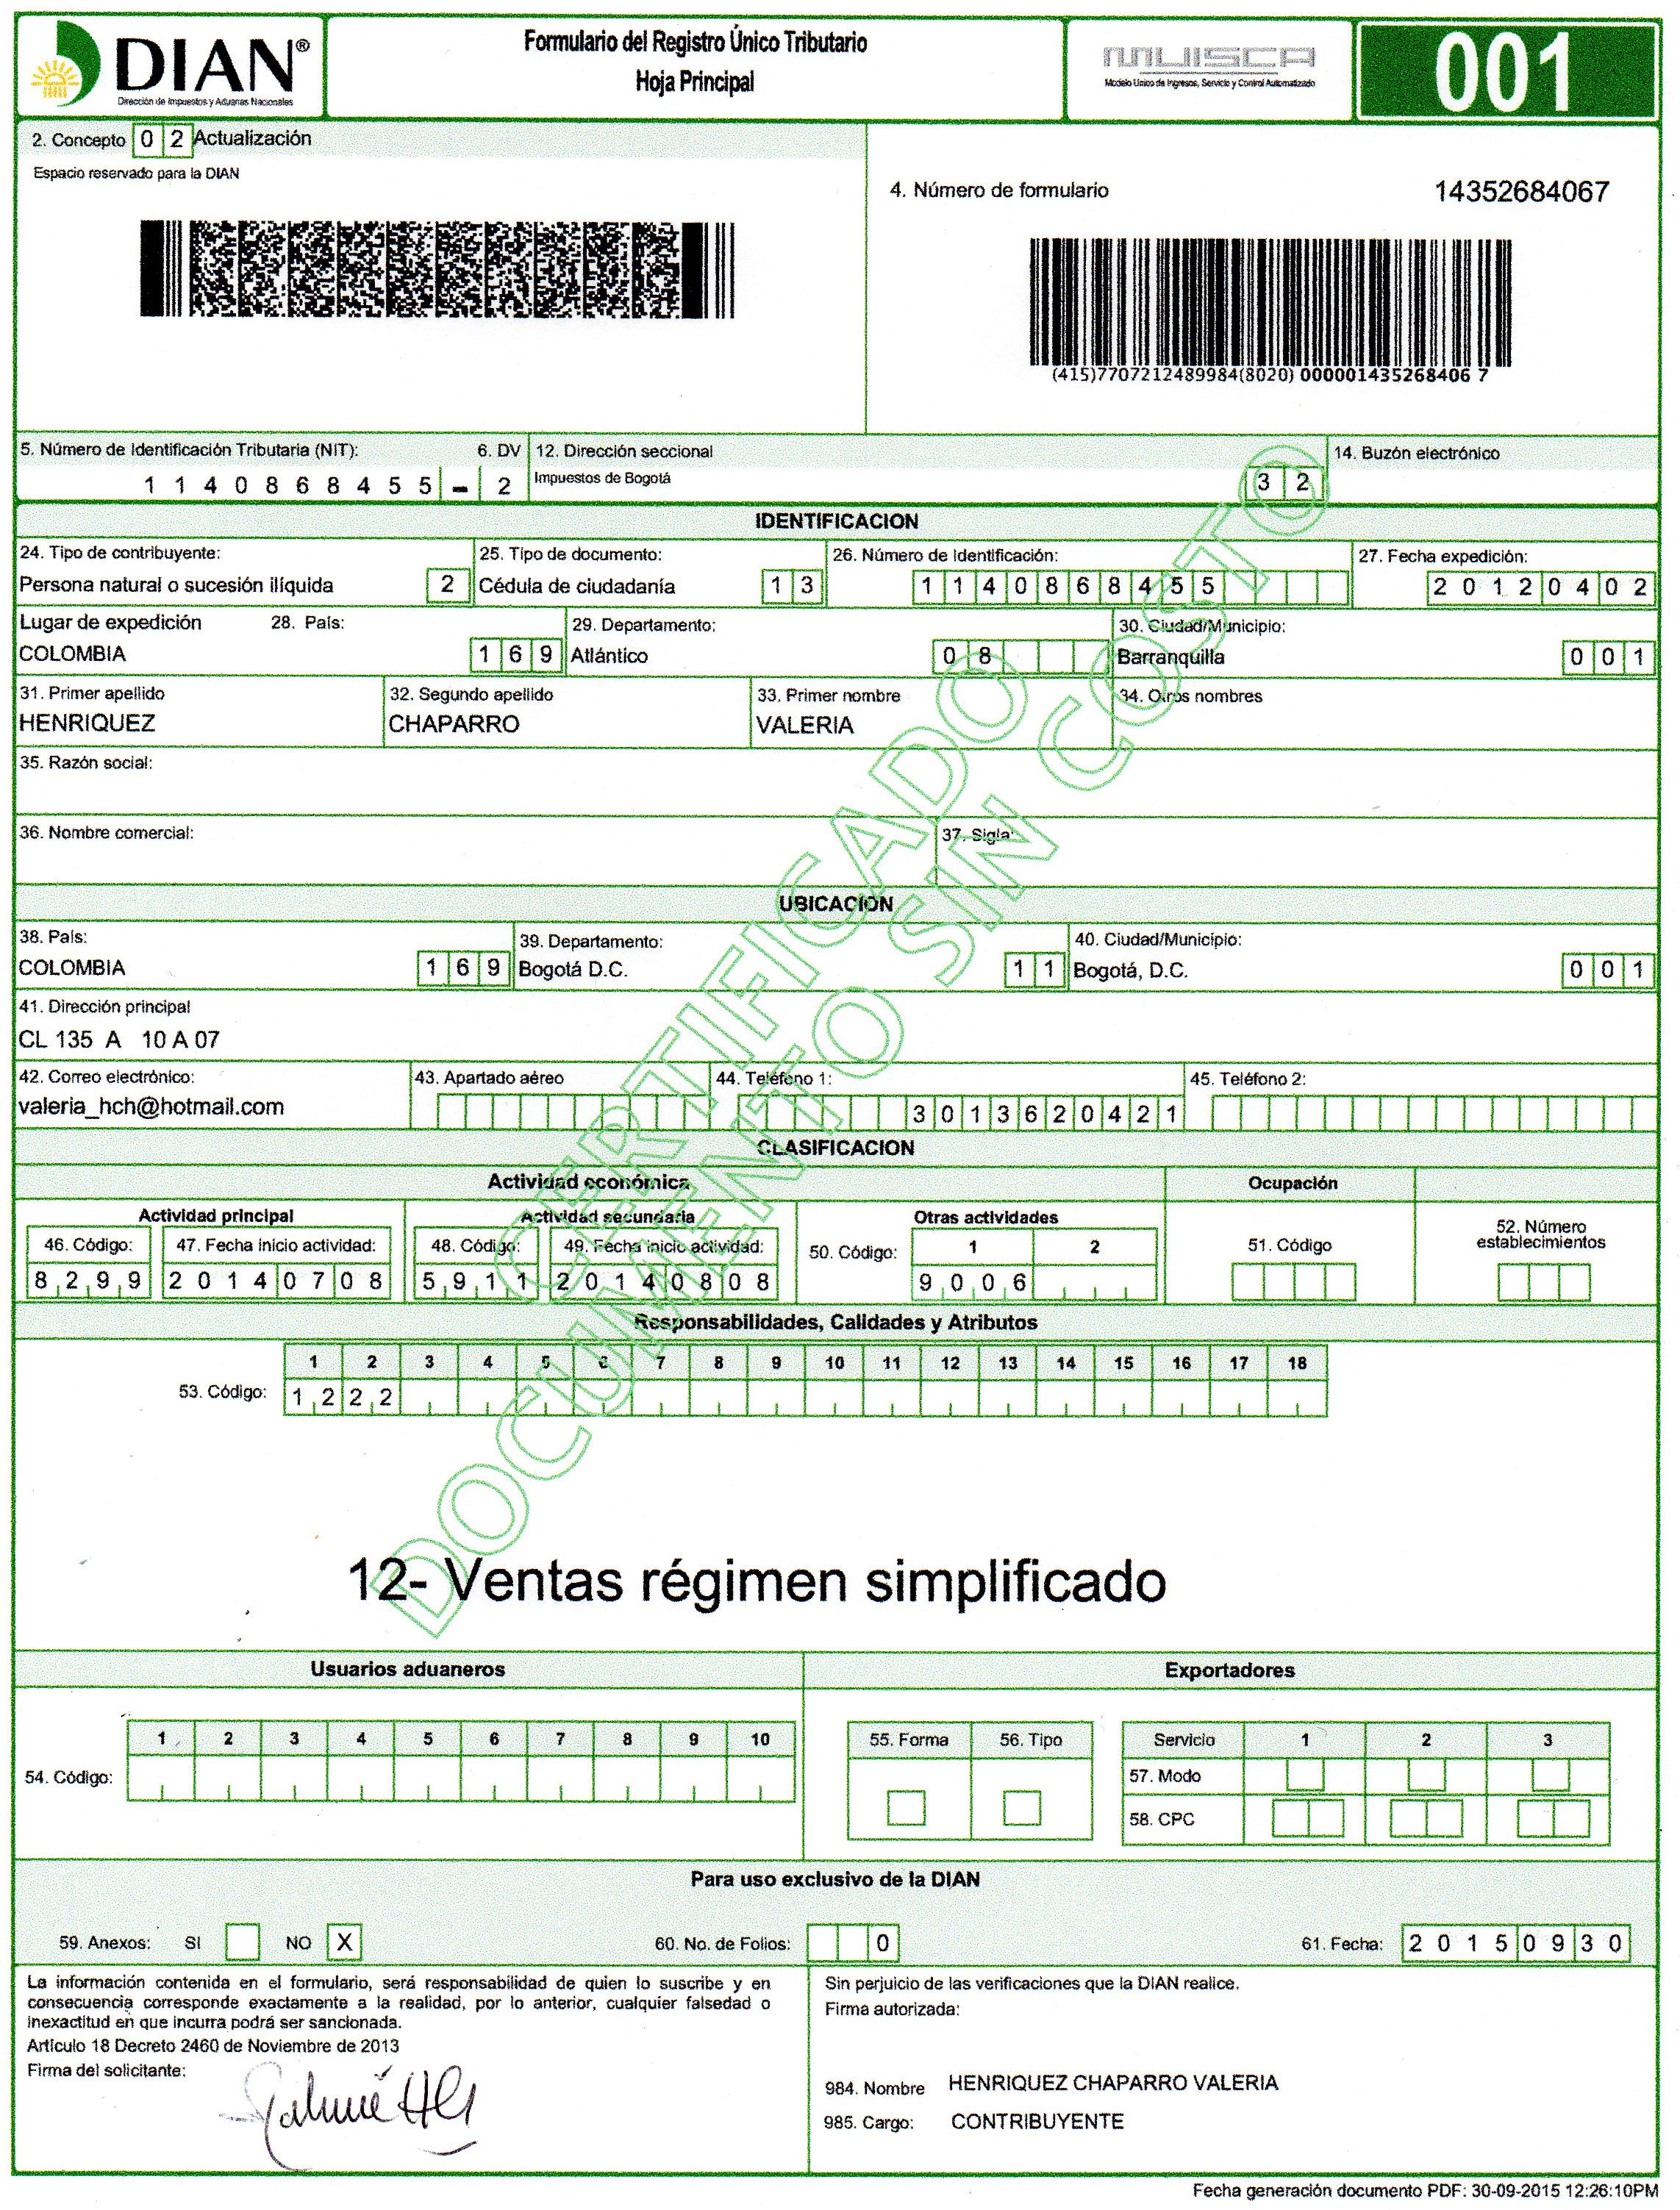 DIAN®
Dirección de Impuestos y Aduanas Nacionales
Formulario del Registro Único Tributario
Hoja Principal
MUISCA
Modelo Unico de Ingresos, Servicio y Control Automatizado
001
2. Concepto 0 2 Actualización
Espacio reservado para la DIAN
4. Número de formulario 14352684067
(415)7707212489984(8020) 000001435268406 7
5. Número de Identificación Tributaria (NIT): 6. DV 12. Dirección seccional 14. Buzón electrónico
1 1 4 0 8 6 8 4 5 5 - 2 Impuestos de Bogotá 3 2
IDENTIFICACION
24. Tipo de contribuyente: 25. Tipo de documento: 26. Número de Identificación: 27. Fecha expedición:
Persona natural o sucesión ilíquida 2 Cédula de ciudadanía 1 3 1 1 4 0 8 6 8 4 5 5 2 0 1 2 0 4 0 2
Lugar de expedición 28. País: 29. Departamento: 30. Ciudad/Municipio:
COLOMBIA 1 6 9 Atlántico 0 8 Barranquilla 0 0 1
31. Primer apellido 32. Segundo apellido 33. Primer nombre 34. Otros nombres
HENRIQUEZ CHAPARRO VALERIA
35. Razón social:
36. Nombre comercial: 37. Sigla:
UBICACIÓN
38. País: 39. Departamento: 40. Ciudad/Municipio:
COLOMBIA 1 6 9 Bogotá D.C. 1 1 Bogotá, D.C. 0 0 1
41. Dirección principal
CL 135 A 10 A 07
42. Correo electrónico: 43. Apartado aéreo 44. Teléfono 1: 45. Teléfono 2:
valeria_hch@hotmail.com 3 0 1 3 6 2 0 4 2 1
CLASIFICACION
Actividad económica Ocupación
Actividad principal Actividad secundaria Otras actividades 52. Número establecimientos
46. Código: 47. Fecha inicio actividad: 48. Código: 49. Fecha inicio actividad: 50. Código: 1 2 51. Código
8 2 9 9 2 0 1 4 0 7 0 8 5 9 1 1 2 0 1 4 0 8 0 8 9 0 0 6
Responsabilidades, Calidades y Atributos
1 2 3 4 5 6 7 8 9 10 11 12 13 14 15 16 17 18
53. Código: 1 2 2 2
12- Ventas régimen simplificado
CERTIFICADO
DOCUMENTO SIN COSTO
Usuarios aduaneros Exportadores
1 2 3 4 5 6 7 8 9 10 55. Forma 56. Tipo Servicio 1 2 3
54. Código: 57. Modo
58. CPC
Para uso exclusivo de la DIAN
59. Anexos: SI NO X 60. No. de Folios: 0 61. Fecha: 2 0 1 5 0 9 3 0
La información contenida en el formulario, será responsabilidad de quien lo suscribe y en
consecuencia corresponde exactamente a la realidad, por lo anterior, cualquier falsedad o
inexactitud en que incurra podrá ser sancionada.
Artículo 18 Decreto 2460 de Noviembre de 2013
Firma del solicitante:
Sin perjuicio de las verificaciones que la DIAN realice.
Firma autorizada:
984. Nombre HENRIQUEZ CHAPARRO VALERIA
985. Cargo: CONTRIBUYENTE
Fecha generación documento PDF: 30-09-2015 12:26:10PM